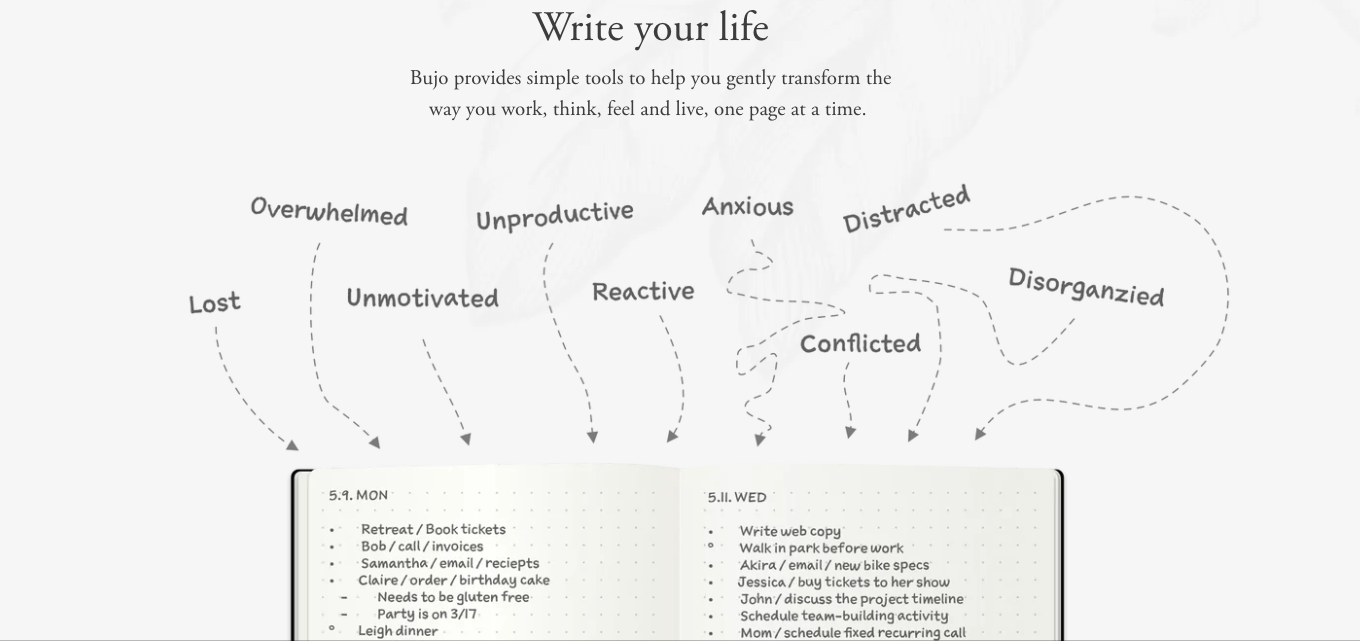 Write your life
Bujo provides simple tools to help you gently transform the
way you work, think, feel and live, one page at a time.
Overwhelmed
Unproductive
Anxious
Distracted
Lost
Unmotivated
Reactive
Disorganzied
Conflicted
5.9. MON
• Retreat / Book tickets
• Bob / call / invoices
• Samantha / email / reciepts
• Claire / order / birthday cake
– Needs to be gluten free
– Party is on 3/17
° Leigh dinner
5.11. WED
• Write web copy
° Walk in park before work
• Akira / email / new bike specs
• Jessica / buy tickets to her show
• John / discuss the project timeline
• Schedule team-building activity
• Mom / schedule fixed recurring call